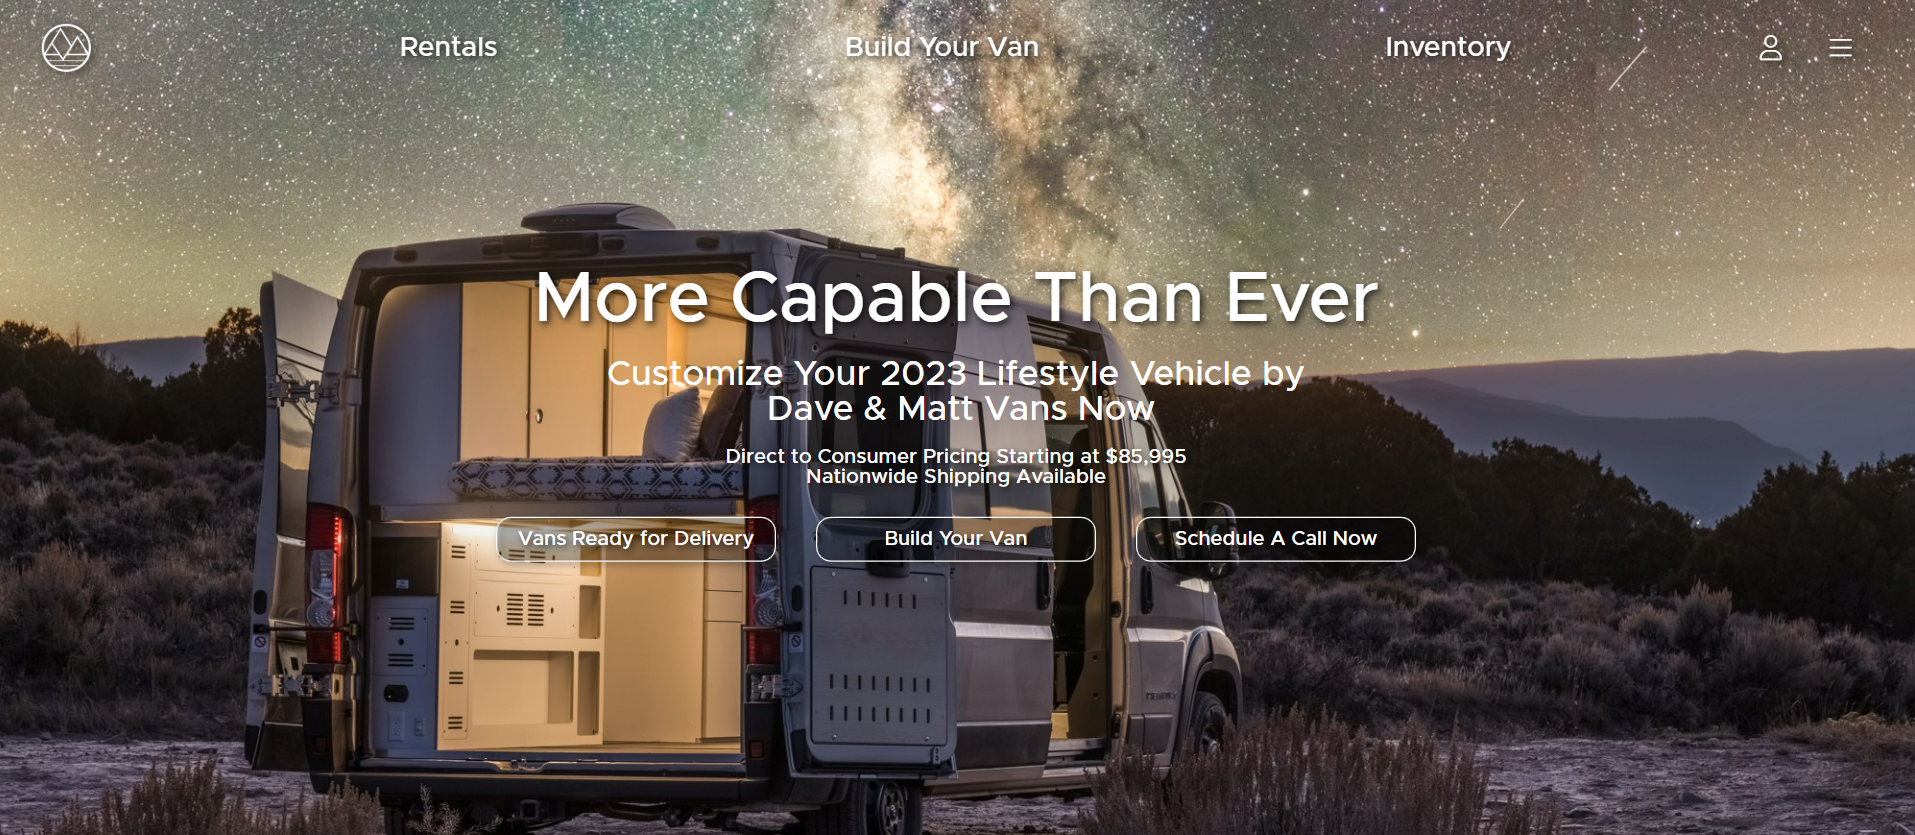 Rentals
Build Your Van
Inventory
More Capable Than Ever
Customize Your 2023 Lifestyle Vehicle by
Dave & Matt Vans Now
Direct to Consumer Pricing Starting at $85,995
Nationwide Shipping Available
Vans Ready for Delivery
Build Your Van
Schedule A Call Now